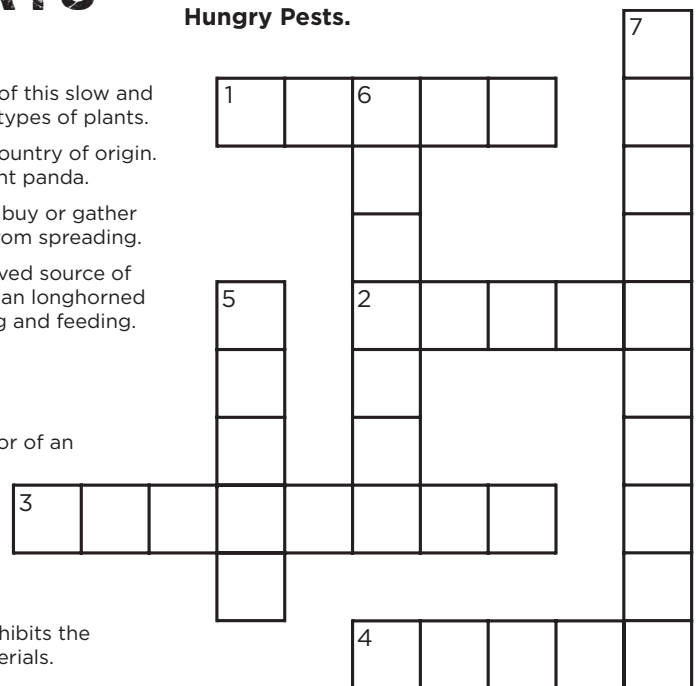 Hungry Pests.
of this slow and
types of plants.
ountry of origin.
nt panda.
buy or gather
om spreading.
ved source of
an longhorned
g and feeding.
or of an
hibits the
erials.
7
1 6
5 2
3
4